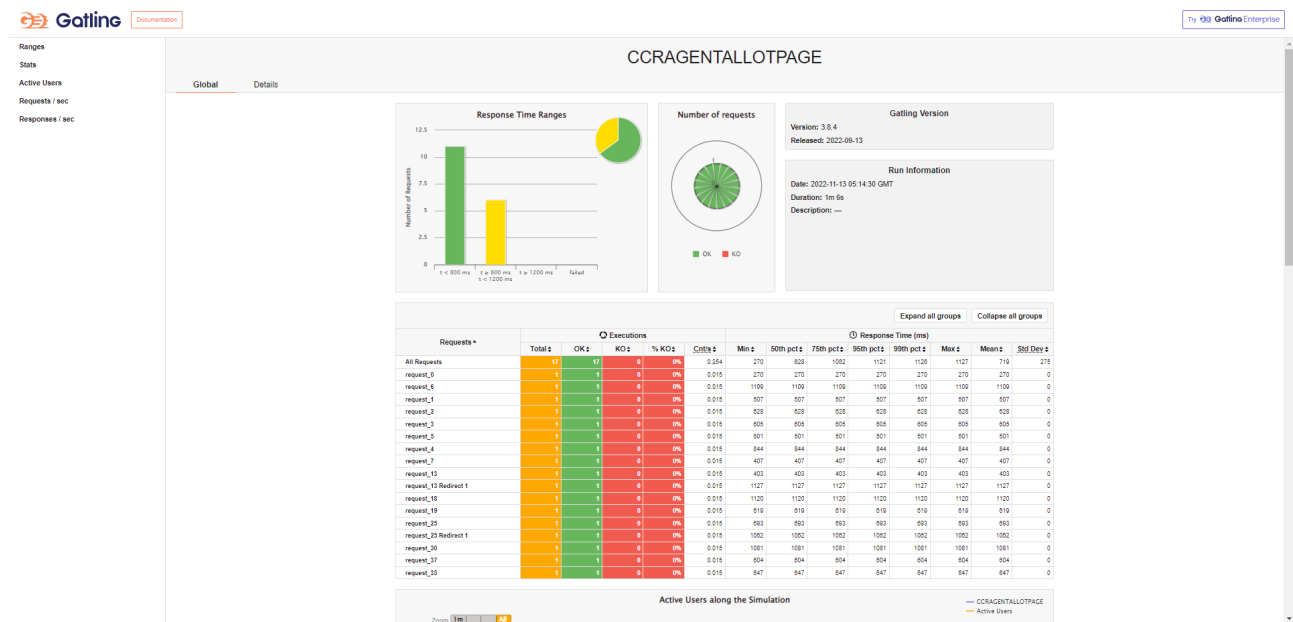 Gatling Documentation Try Gatling Enterprise
Ranges
Stats
Active Users
Requests / sec
Responses / sec
CCRAGENTALLOTPAGE
Global Details
Response Time Ranges
Number of Requests
12.5
10
7.5
5
2.5
0
t < 800 ms t ≥ 800 ms t ≥ 1200 ms failed
t < 1200 ms
Number of requests
1
OK KO
Gatling Version
Version: 3.8.4
Released: 2022-09-13
Run Information
Date: 2022-11-13 05:14:30 GMT
Duration: 1m 6s
Description: —
Expand all groups Collapse all groups
Requests Executions Response Time (ms)
Total OK KO % KO Cnt/s Min 50th pct 75th pct 95th pct 99th pct Max Mean Std Dev
All Requests 17 17 0 0% 0.254 270 628 1062 1121 1126 1127 719 275
request_0 1 1 0 0% 0.015 270 270 270 270 270 270 270 0
request_6 1 1 0 0% 0.015 1109 1109 1109 1109 1109 1109 1109 0
request_1 1 1 0 0% 0.015 507 507 507 507 507 507 507 0
request_2 1 1 0 0% 0.015 628 628 628 628 628 628 628 0
request_3 1 1 0 0% 0.015 605 605 605 605 605 605 605 0
request_5 1 1 0 0% 0.015 501 501 501 501 501 501 501 0
request_4 1 1 0 0% 0.015 844 844 844 844 844 844 844 0
request_7 1 1 0 0% 0.015 407 407 407 407 407 407 407 0
request_13 1 1 0 0% 0.015 403 403 403 403 403 403 403 0
request_13 Redirect 1 1 1 0 0% 0.015 1127 1127 1127 1127 1127 1127 1127 0
request_18 1 1 0 0% 0.015 1120 1120 1120 1120 1120 1120 1120 0
request_19 1 1 0 0% 0.015 619 619 619 619 619 619 619 0
request_25 1 1 0 0% 0.015 693 693 693 693 693 693 693 0
request_25 Redirect 1 1 1 0 0% 0.015 1062 1062 1062 1062 1062 1062 1062 0
request_30 1 1 0 0% 0.015 1081 1081 1081 1081 1081 1081 1081 0
request_37 1 1 0 0% 0.015 604 604 604 604 604 604 604 0
request_35 1 1 0 0% 0.015 647 647 647 647 647 647 647 0
Active Users along the Simulation
CCRAGENTALLOTPAGE
Active Users
Zoom 1m All